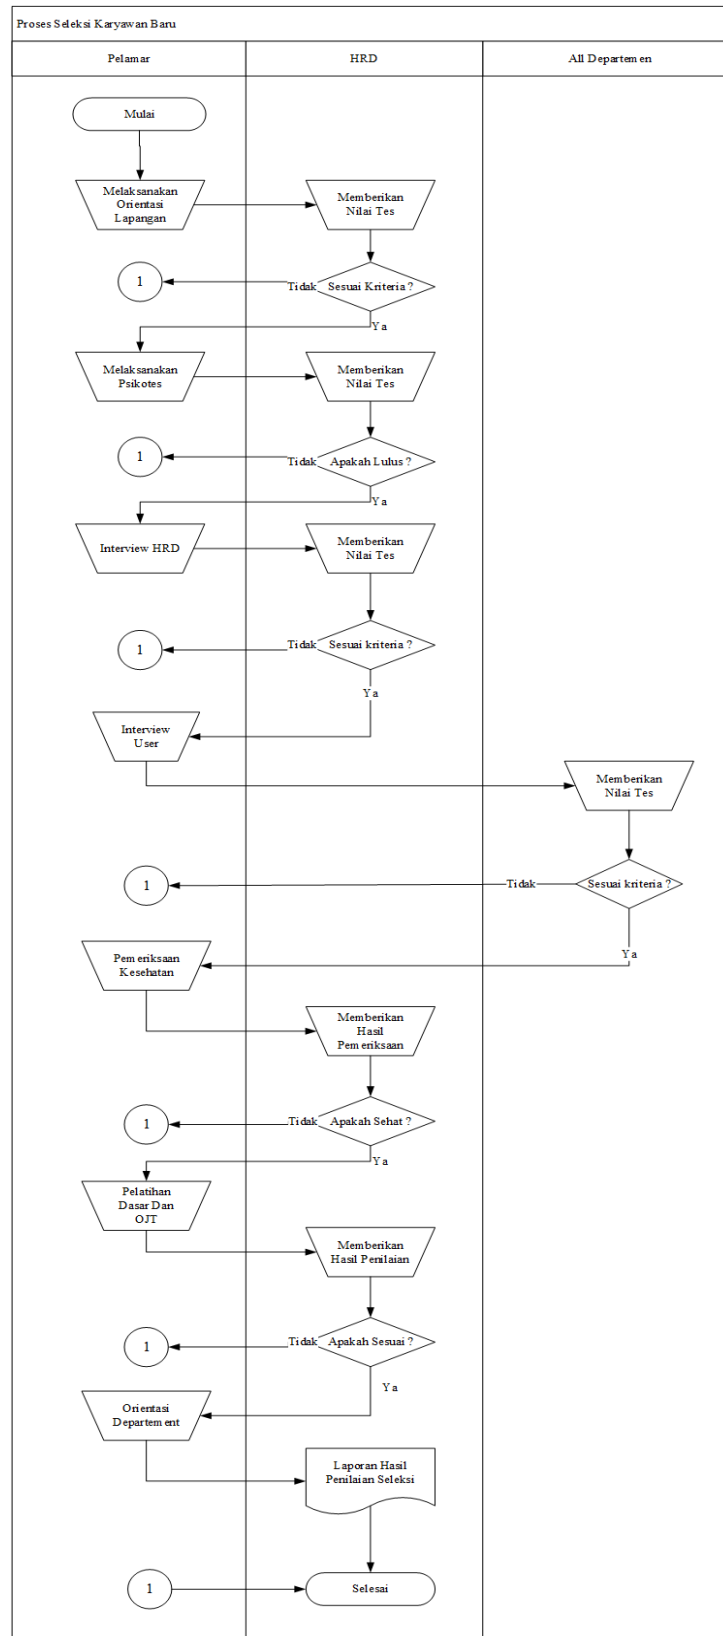 Proses Seleksi Karyawan Baru
Pelamar
HRD
All Departemen
Mulai
Melaksanakan
Orientasi
Lapangan
Memberikan
Nilai Tes
1
Tidak
Sesuai Kriteria ?
Ya
Melaksanakan
Psikotes
Memberikan
Nilai Tes
1
Tidak
Apakah Lulus ?
Ya
Interview HRD
Memberikan
Nilai Tes
1
Tidak
Sesuai kriteria ?
Ya
Interview
User
Memberikan
Nilai Tes
1
Tidak
Sesuai kriteria ?
Ya
Pemeriksaan
Kesehatan
Memberikan
Hasil
Pemeriksaan
1
Tidak
Apakah Sehat ?
Ya
Pelatihan
Dasar Dan
OJT
Memberikan
Hasil Penilaian
1
Tidak
Apakah Sesuai ?
Ya
Orientasi
Departement
Laporan Hasil
Penilaian Seleksi
1
Selesai